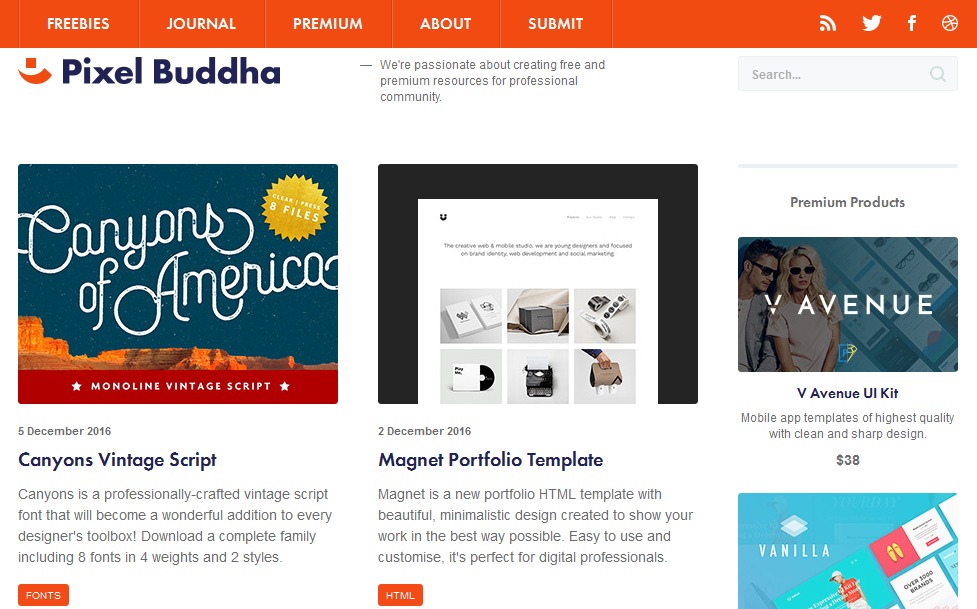 FREEBIES JOURNAL PREMIUM ABOUT SUBMIT
Pixel Buddha
— We're passionate about creating free and
premium resources for professional
community.
Search...
CLEAR | PRESS
8 FILES
Canyons
of America
★ MONOLINE VINTAGE SCRIPT ★
5 December 2016
Canyons Vintage Script
Canyons is a professionally-crafted vintage script
font that will become a wonderful addition to every
designer's toolbox! Download a complete family
including 8 fonts in 4 weights and 2 styles.
FONTS
The creative web & mobile studio. we are young designers and focused
on brand identity, web development and social marketing.
Play
Me.
2 December 2016
Magnet Portfolio Template
Magnet is a new portfolio HTML template with
beautiful, minimalistic design created to show your
work in the best way possible. Easy to use and
customise, it's perfect for digital professionals.
HTML
Premium Products
V AVENUE
V Avenue UI Kit
Mobile app templates of highest quality
with clean and sharp design.
$38
VANILLA
OVER 3000
BRANDS